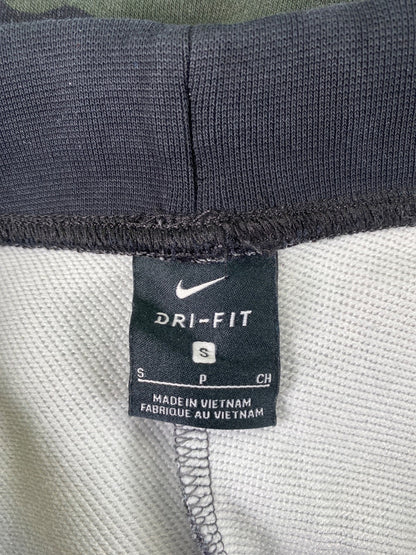 DRI-FIT
S
S P CH
MADE IN VIETNAM
FABRIQUE AU VIETNAM